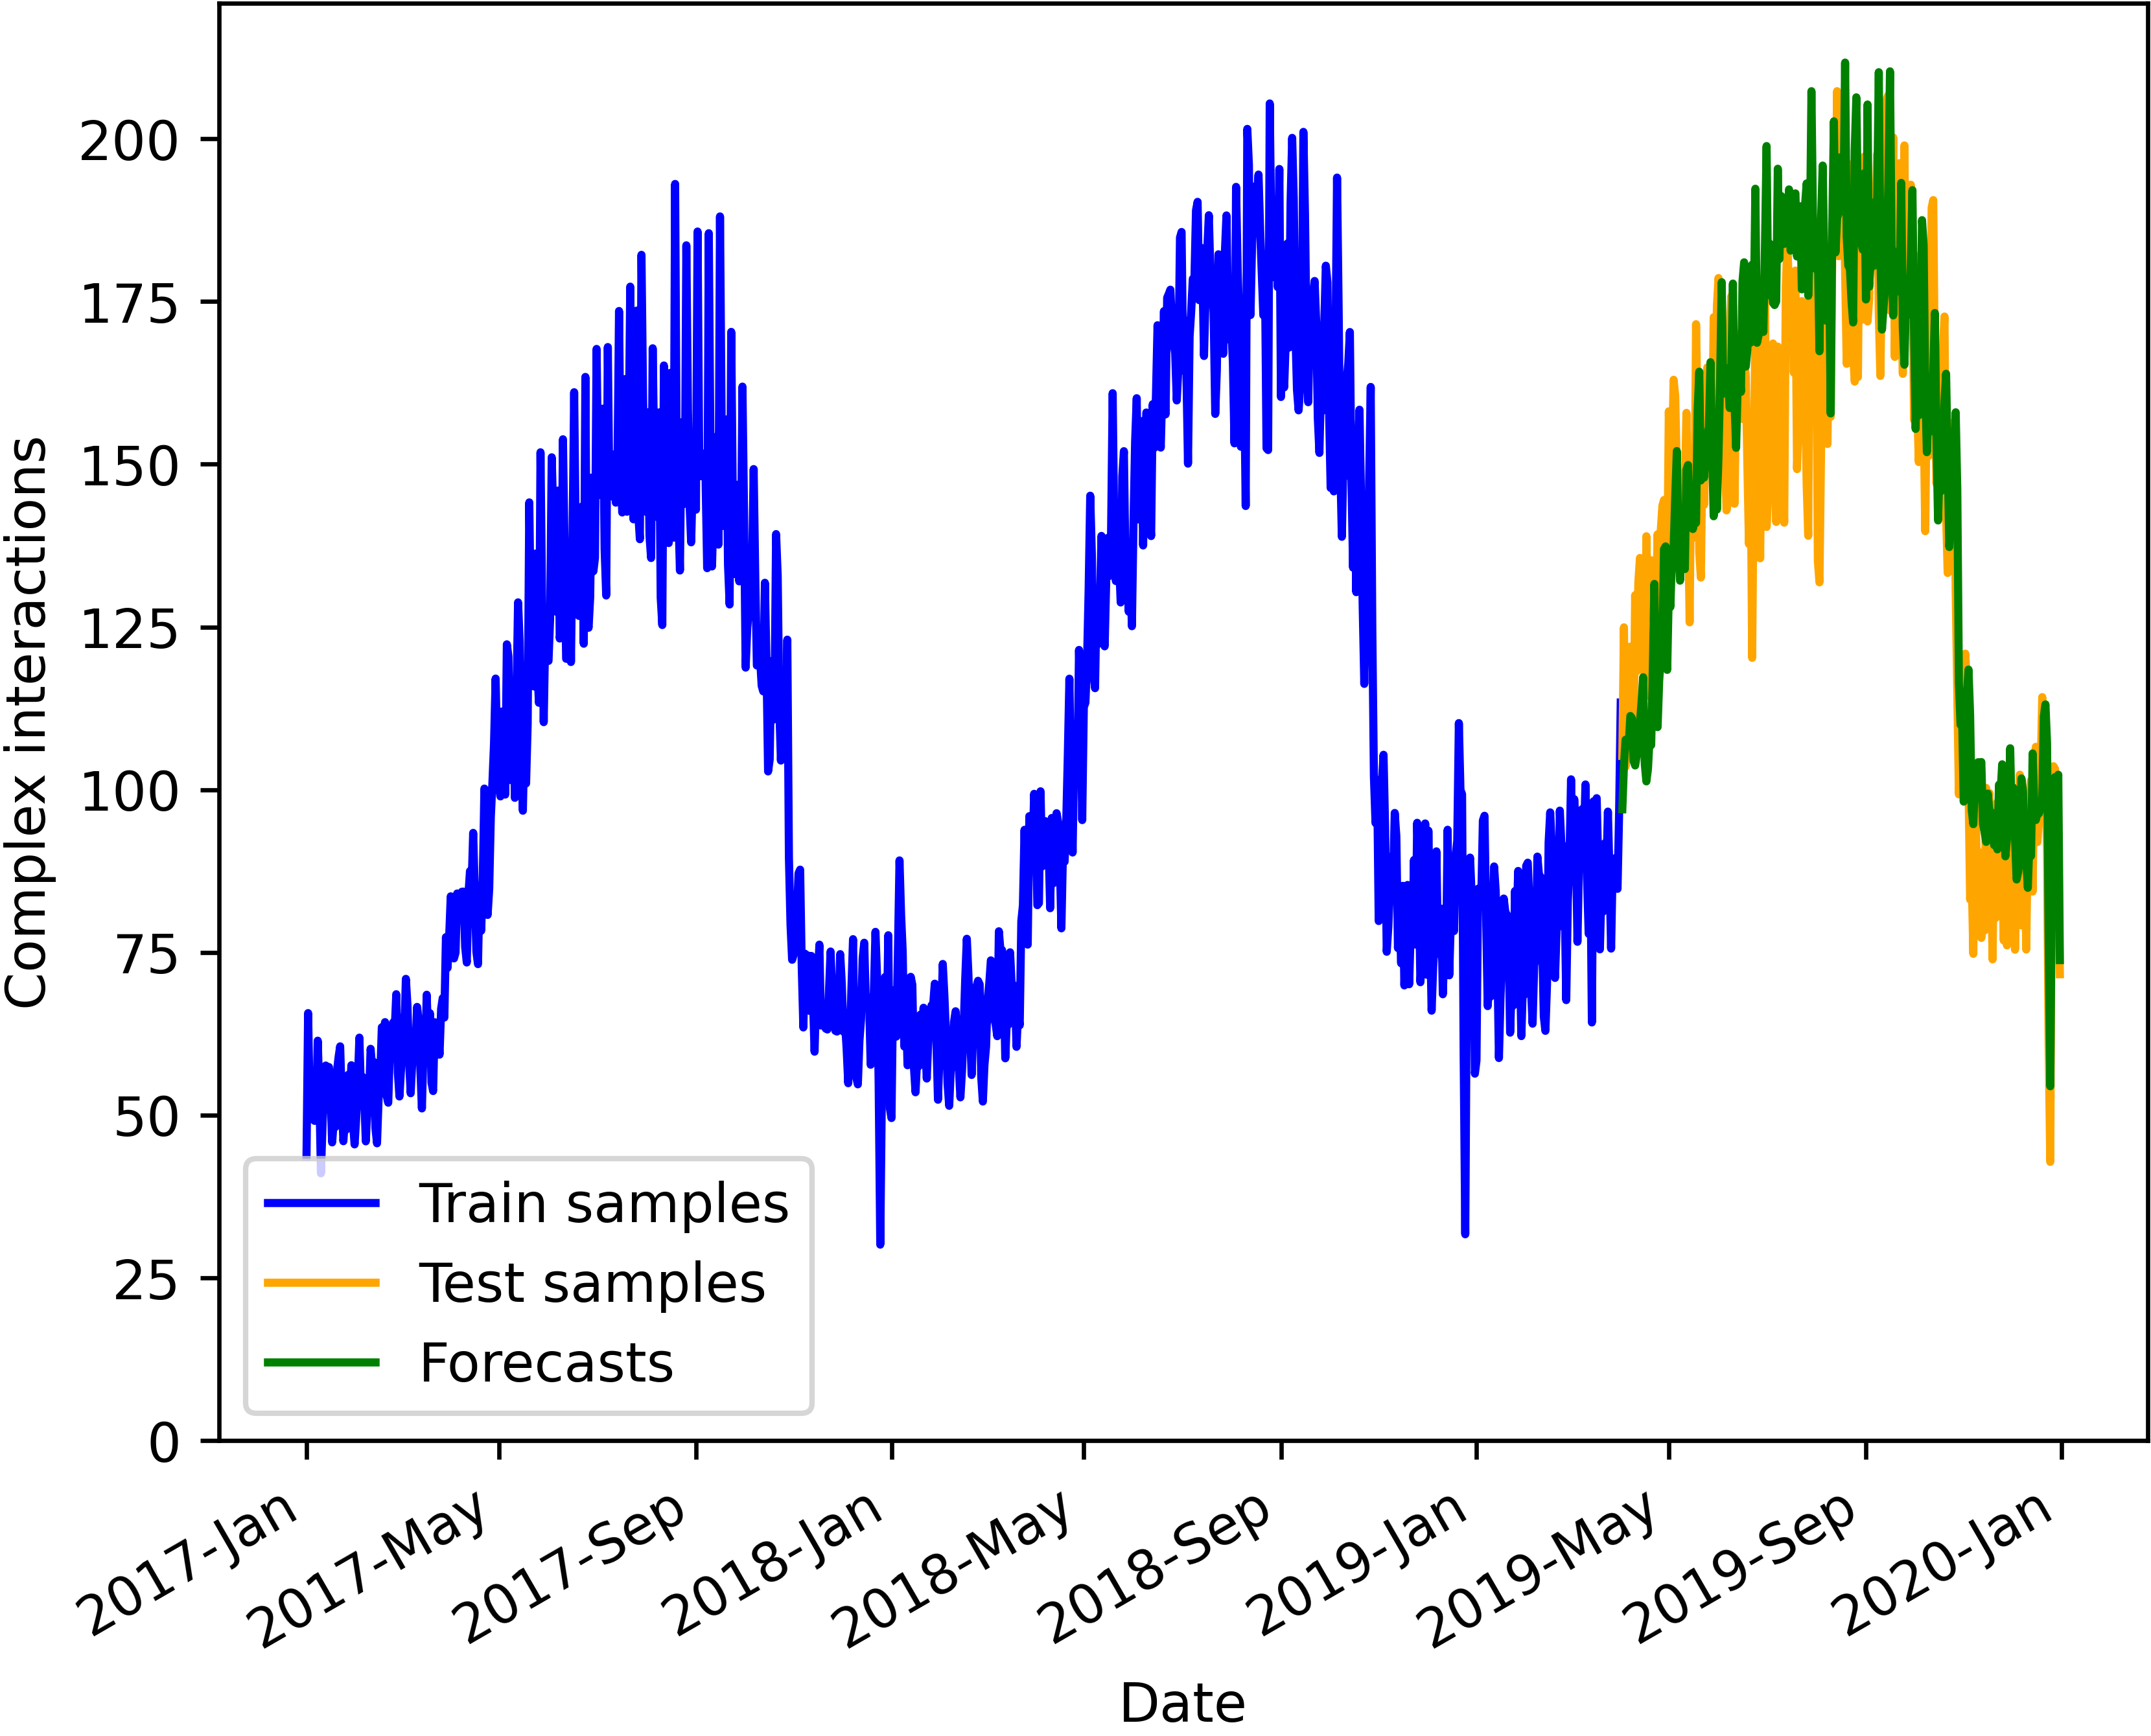 Complex interactions
200
175
150
125
100
75
50
25
0
Train samples
Test samples
Forecasts
2017-Jan
2017-May
2017-Sep
2018-Jan
2018-May
2018-Sep
2019-Jan
2019-May
2019-Sep
2020-Jan
Date